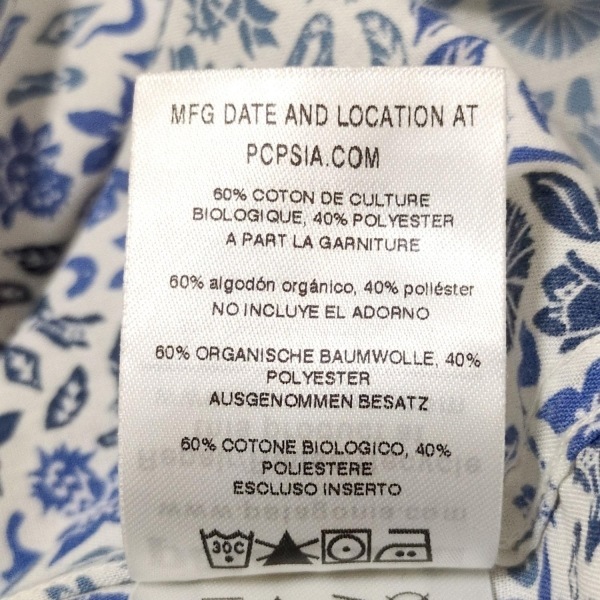 MFG DATE AND LOCATION AT
PCPSIA.COM
60% COTON DE CULTURE
BIOLOGIQUE, 40% POLYESTER
A PART LA GARNITURE
60% algodón orgánico, 40% poliéster
NO INCLUYE EL ADORNO
60% ORGANISCHE BAUMWOLLE, 40%
POLYESTER
AUSGENOMMEN BESATZ
60% COTONE BIOLOGICO, 40%
POLIESTERE
ESCLUSO INSERTO
30C